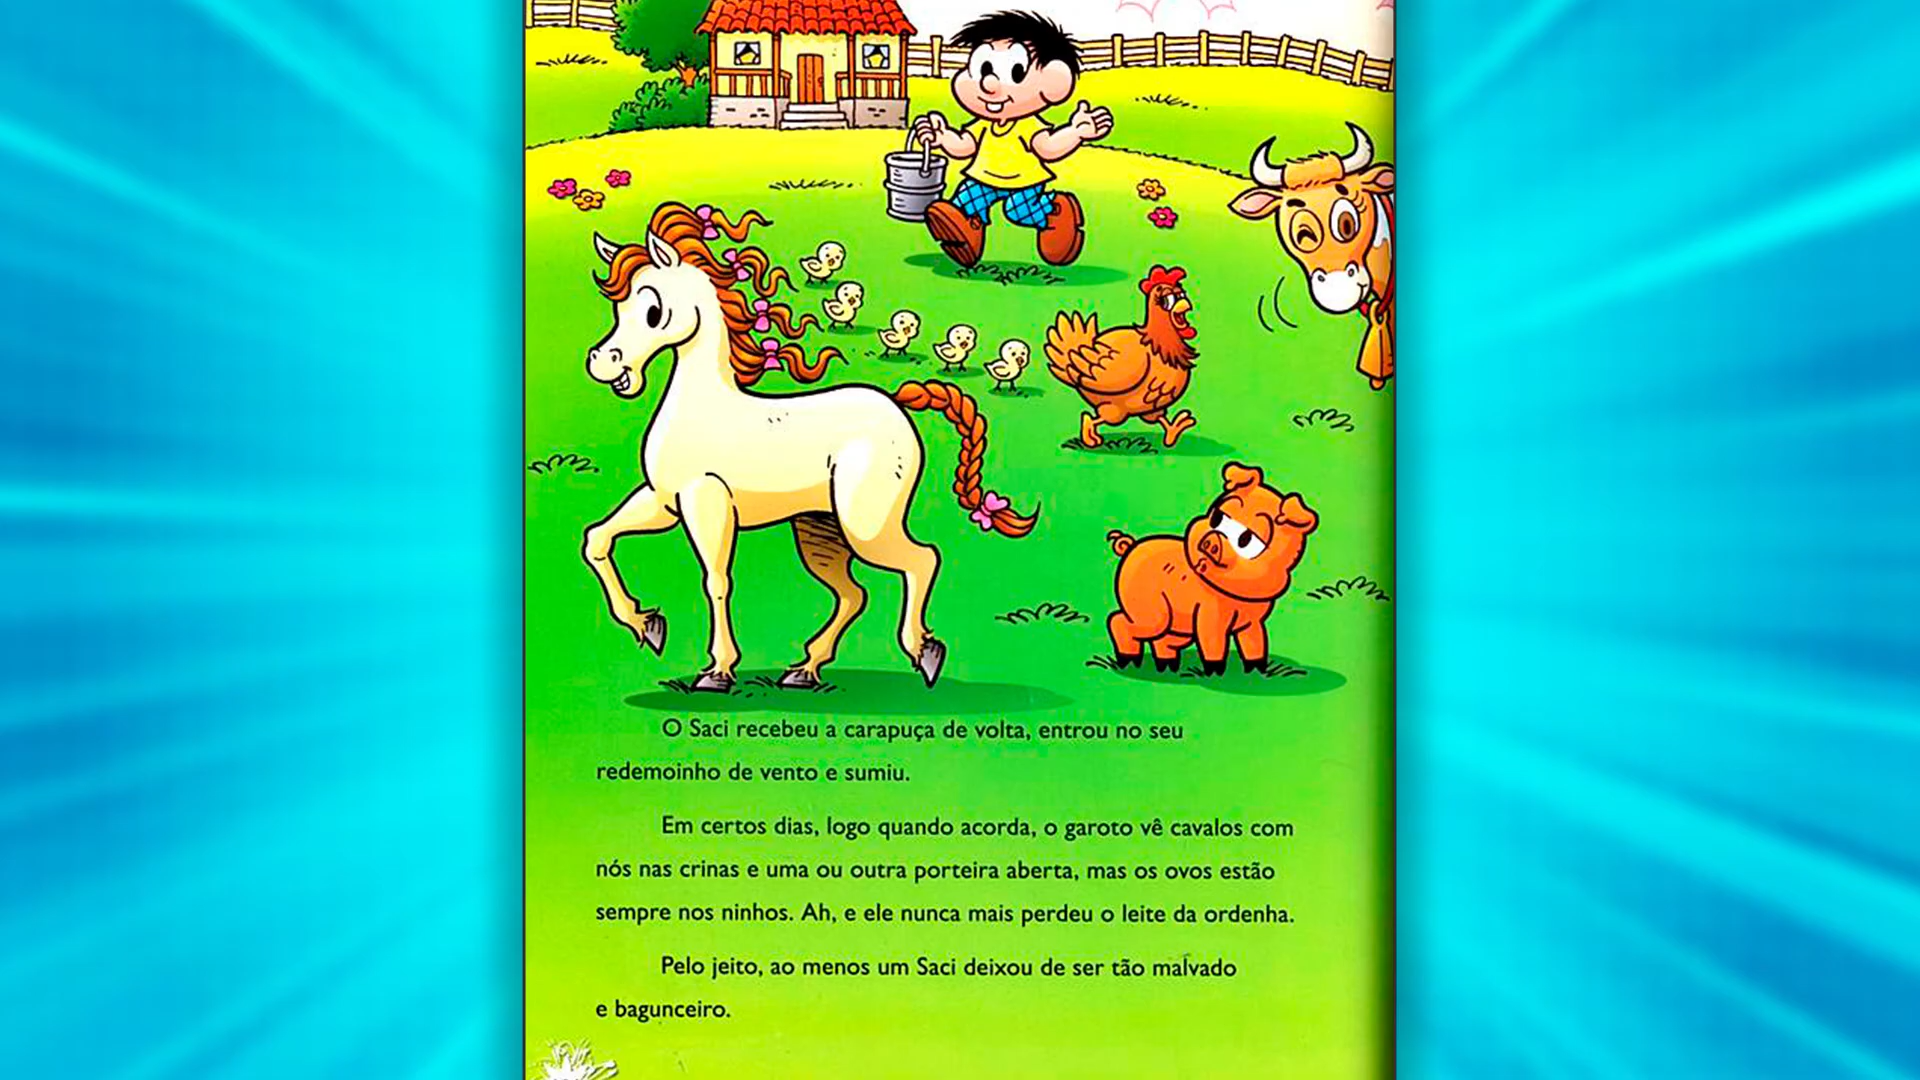 O Saci recebeu a carapuça de volta, entrou no seu
redemoinho de vento e sumiu.
Em certos dias, logo quando acorda, o garoto vê cavalos com
nós nas crinas e uma ou outra porteira aberta, mas os ovos estão
sempre nos ninhos. Ah, e ele nunca mais perdeu o leite da ordenha.
Pelo jeito, ao menos um Saci deixou de ser tão malvado
e bagunceiro.